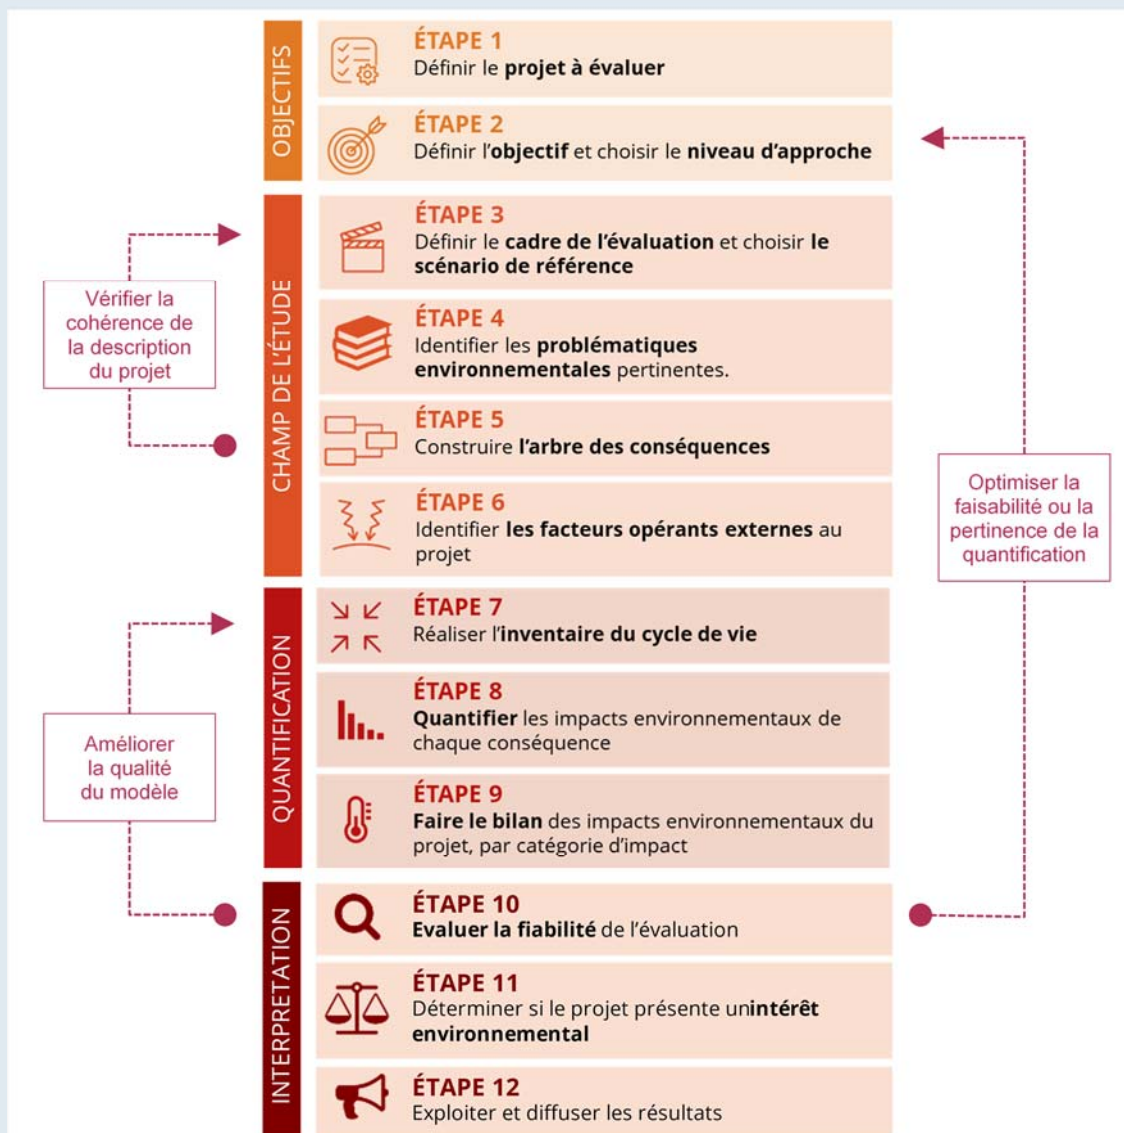 OBJECTIFS
ÉTAPE 1
Définir le projet à évaluer
ÉTAPE 2
Définir l'objectif et choisir le niveau d'approche
CHAMP DE L'ÉTUDE
ÉTAPE 3
Définir le cadre de l'évaluation et choisir le
scénario de référence
ÉTAPE 4
Identifier les problématiques
environnementales pertinentes.
ÉTAPE 5
Construire l'arbre des conséquences
ÉTAPE 6
Identifier les facteurs opérants externes au
projet
Vérifier la
cohérence de
la description
du projet
QUANTIFICATION
ÉTAPE 7
Réaliser l'inventaire du cycle de vie
ÉTAPE 8
Quantifier les impacts environnementaux de
chaque conséquence
ÉTAPE 9
Faire le bilan des impacts environnementaux du
projet, par catégorie d'impact
Améliorer
la qualité
du modèle
INTERPRETATION
ÉTAPE 10
Evaluer la fiabilité de l'évaluation
ÉTAPE 11
Déterminer si le projet présente unintérêt
environnemental
ÉTAPE 12
Exploiter et diffuser les résultats
Optimiser la
faisabilité ou la
pertinence de la
quantification